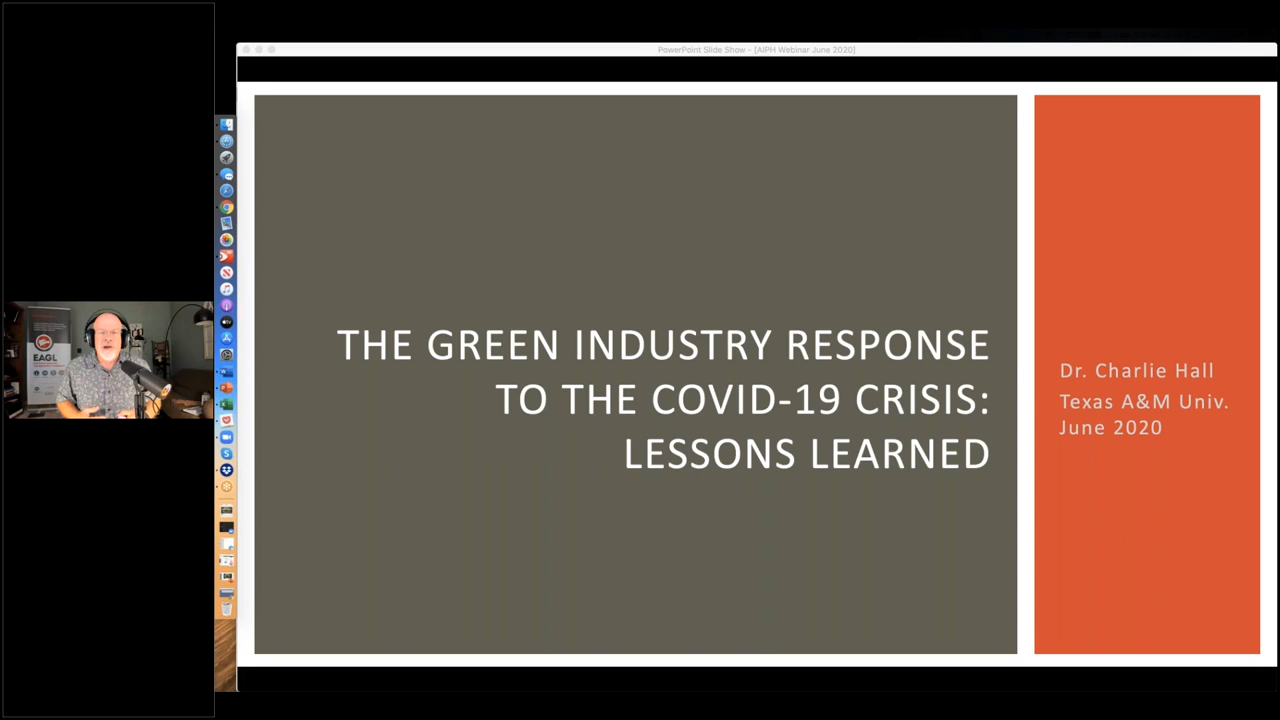 PowerPoint Slide Show - [AIPH Webinar June 2020]
THE GREEN INDUSTRY RESPONSE
TO THE COVID-19 CRISIS:
LESSONS LEARNED
Dr. Charlie Hall
Texas A&M Univ.
June 2020
EAGL